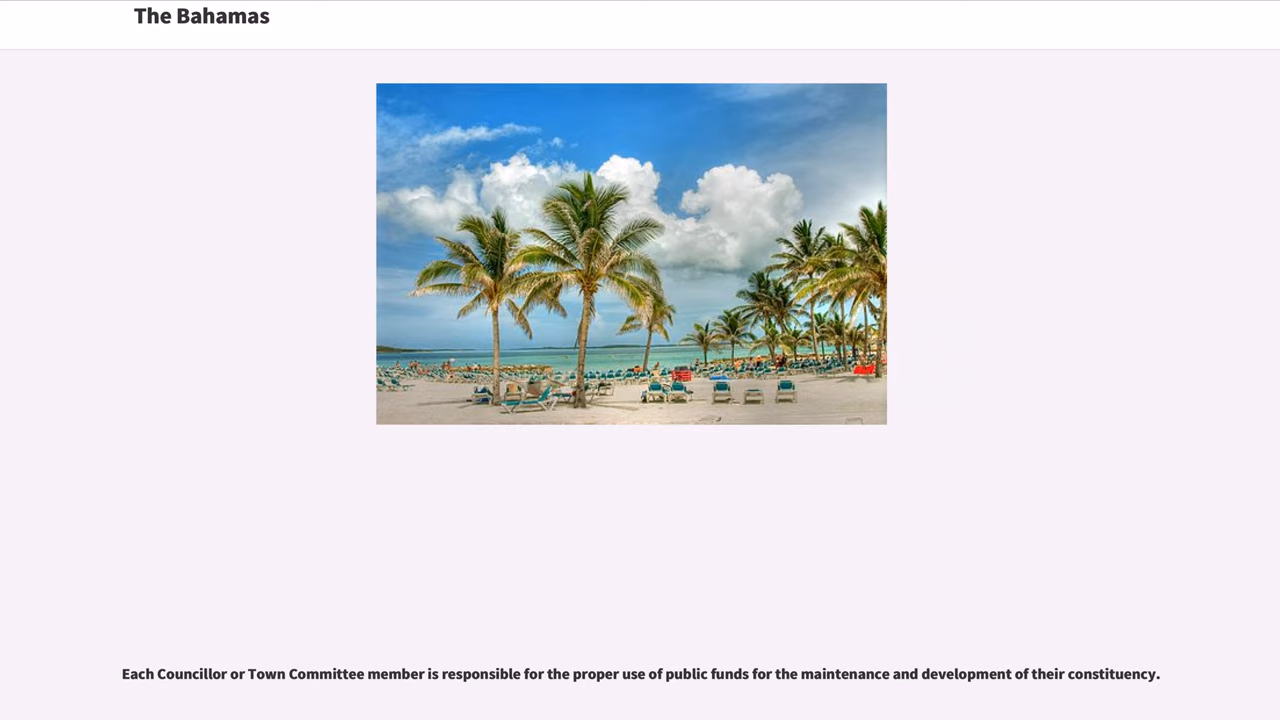 The Bahamas
Each Councillor or Town Committee member is responsible for the proper use of public funds for the maintenance and development of their constituency.